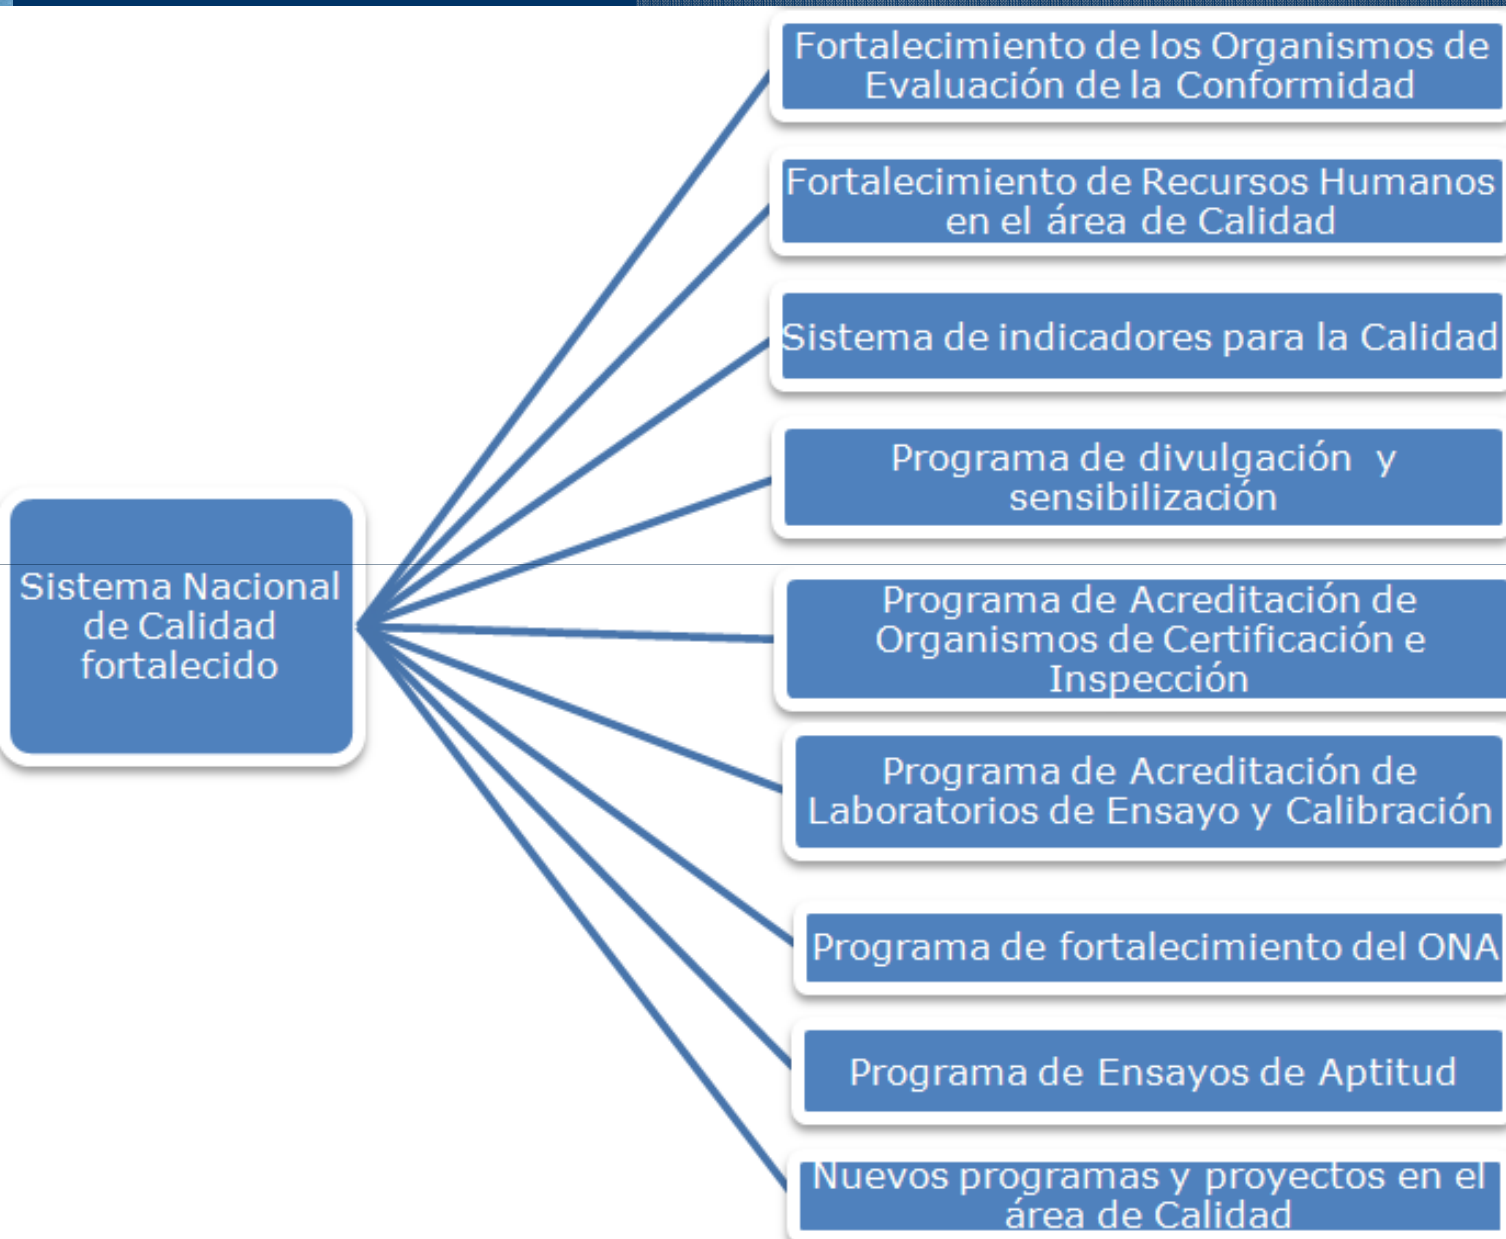 Fortalecimiento de los Organismos de
Evaluación de la Conformidad
Fortalecimiento de Recursos Humanos
en el área de Calidad
Sistema de indicadores para la Calidad
Programa de divulgación y
sensibilización
Sistema Nacional
de Calidad
fortalecido
Programa de Acreditación de
Organismos de Certificación e
Inspección
Programa de Acreditación de
Laboratorios de Ensayo y Calibración
Programa de fortalecimiento del ONA
Programa de Ensayos de Aptitud
Nuevos programas y proyectos en el
área de Calidad